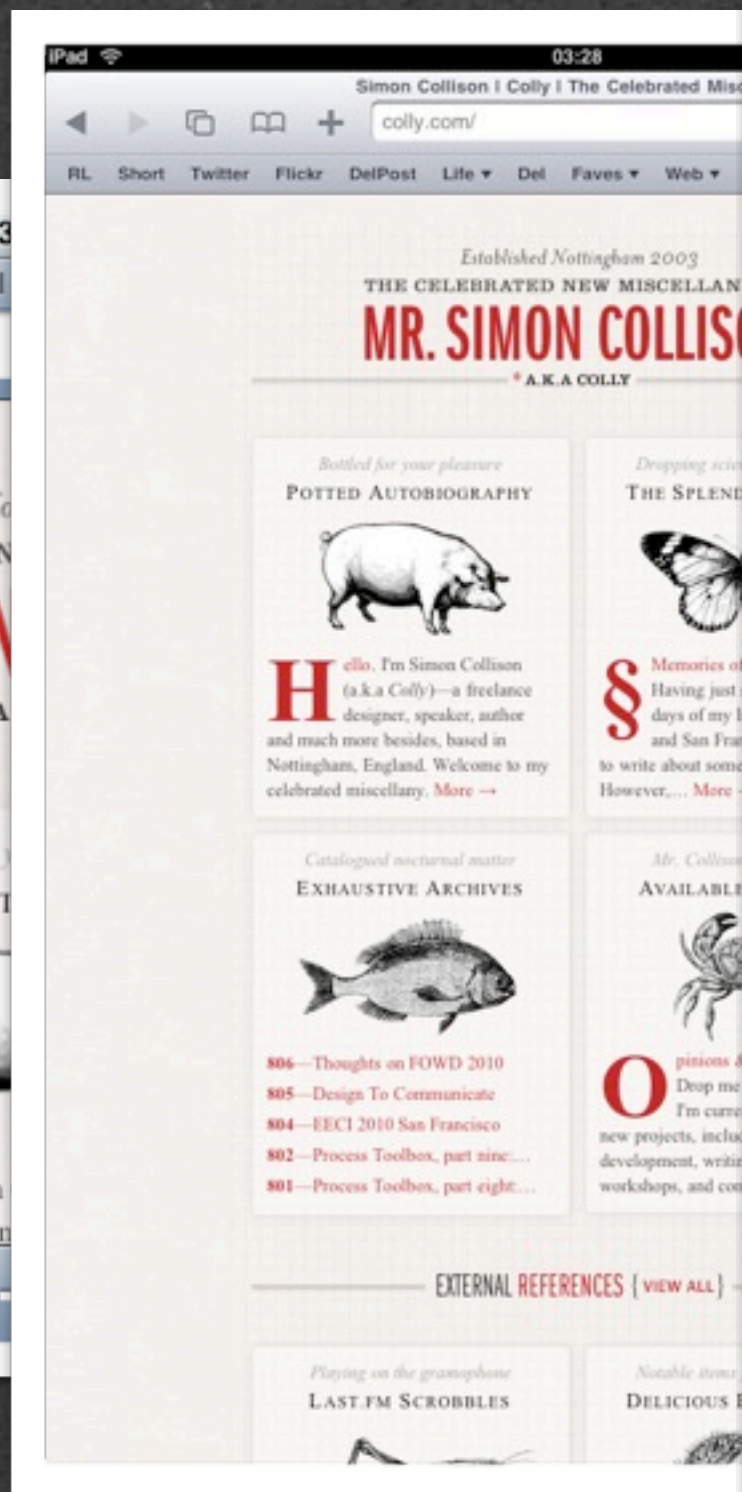 iPad 03:28
Simon Collison | Colly | The Celebrated Misc
colly.com/
RL Short Twitter Flickr DelPost Life ▾ Del Faves ▾ Web ▾
Established Nottingham 2003
THE CELEBRATED NEW MISCELLAN
MR. SIMON COLLISO
* A.K.A COLLY
Bottled for your pleasure
POTTED AUTOBIOGRAPHY
Hello. I'm Simon Collison
(a.k.a Colly)—a freelance
designer, speaker, author
and much more besides, based in
Nottingham, England. Welcome to my
celebrated miscellany. More →
Dropping scien
THE SPLEND
§ Memories of
Having just
days of my
and San Fran
to write about some
However,... More
Catalogued nocturnal matter
EXHAUSTIVE ARCHIVES
806—Thoughts on FOWD 2010
805—Design To Communicate
804—EECI 2010 San Francisco
802—Process Toolbox, part nine:...
801—Process Toolbox, part eight:...
Mr. Collison
AVAILABLE
Opinions &
Drop me
I'm curre
new projects, includ
development, writin
workshops, and con
EXTERNAL REFERENCES { VIEW ALL }
Playing on the gramophone
LAST.FM SCROBBLES
Notable items
DELICIOUS